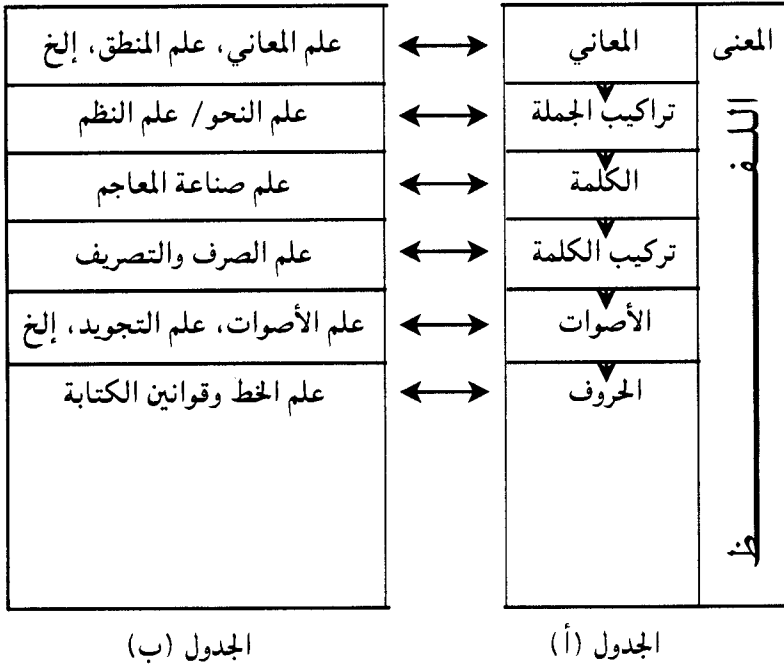 المعنى المعاني علم المعاني، علم المنطق، إلخ
اللفظ
تراكيب الجملة علم النحو / علم النظم
الكلمة علم صناعة المعاجم
تركيب الكلمة علم الصرف والتصريف
الأصوات علم الأصوات، علم التجويد، إلخ
الحروف علم الخط وقوانين الكتابة
الجدول (أ) الجدول (ب)